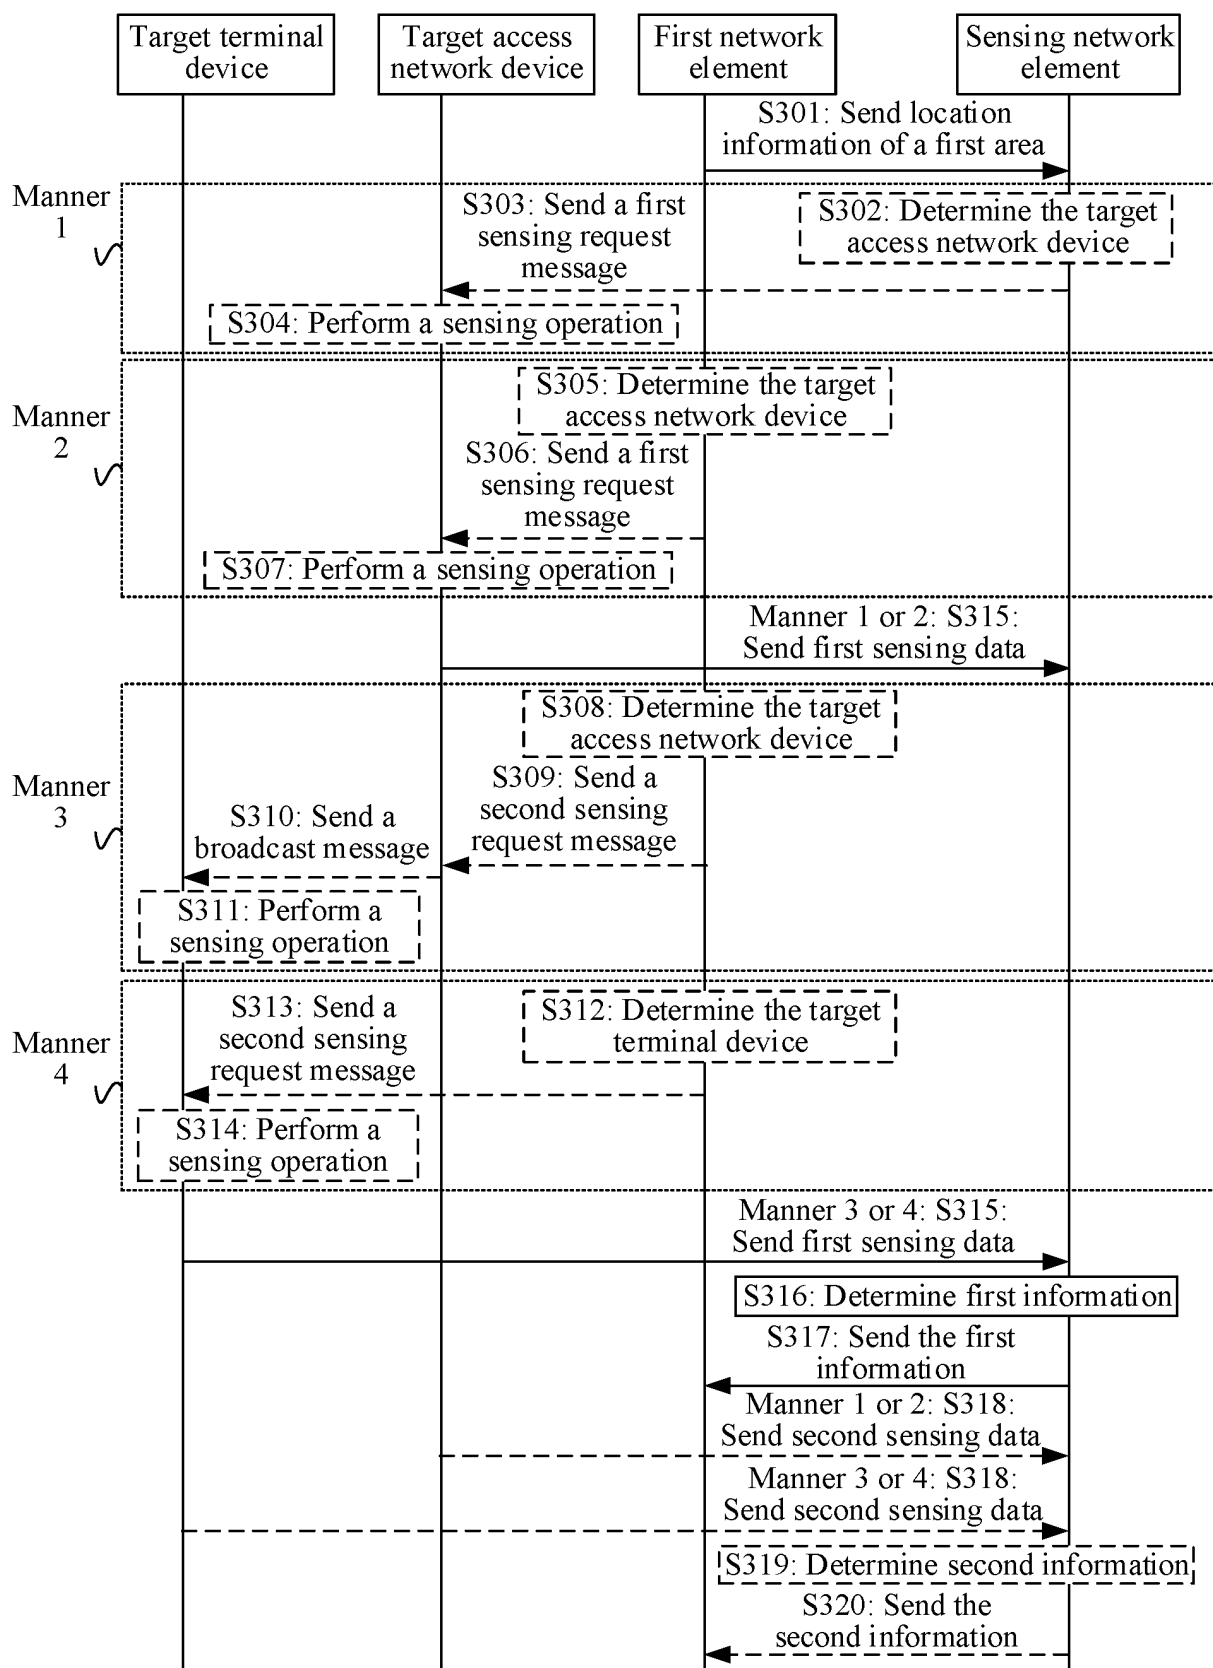 Target terminal
device
Target access
network device
First network
element
Sensing network
element
S301: Send location
information of a first area
Manner
1
S303: Send a first
sensing request
message
S302: Determine the target
access network device
S304: Perform a sensing operation
Manner
2
S305: Determine the target
access network device
S306: Send a first
sensing request
message
S307: Perform a sensing operation
Manner 1 or 2: S315:
Send first sensing data
Manner
3
S308: Determine the target
access network device
S309: Send a
second sensing
request message
S310: Send a
broadcast message
S311: Perform a
sensing operation
Manner
4
S313: Send a
second sensing
request message
S312: Determine the target
terminal device
S314: Perform a
sensing operation
Manner 3 or 4: S315:
Send first sensing data
S316: Determine first information
S317: Send the first
information
Manner 1 or 2: S318:
Send second sensing data
Manner 3 or 4: S318:
Send second sensing data
S319: Determine second information
S320: Send the
second information